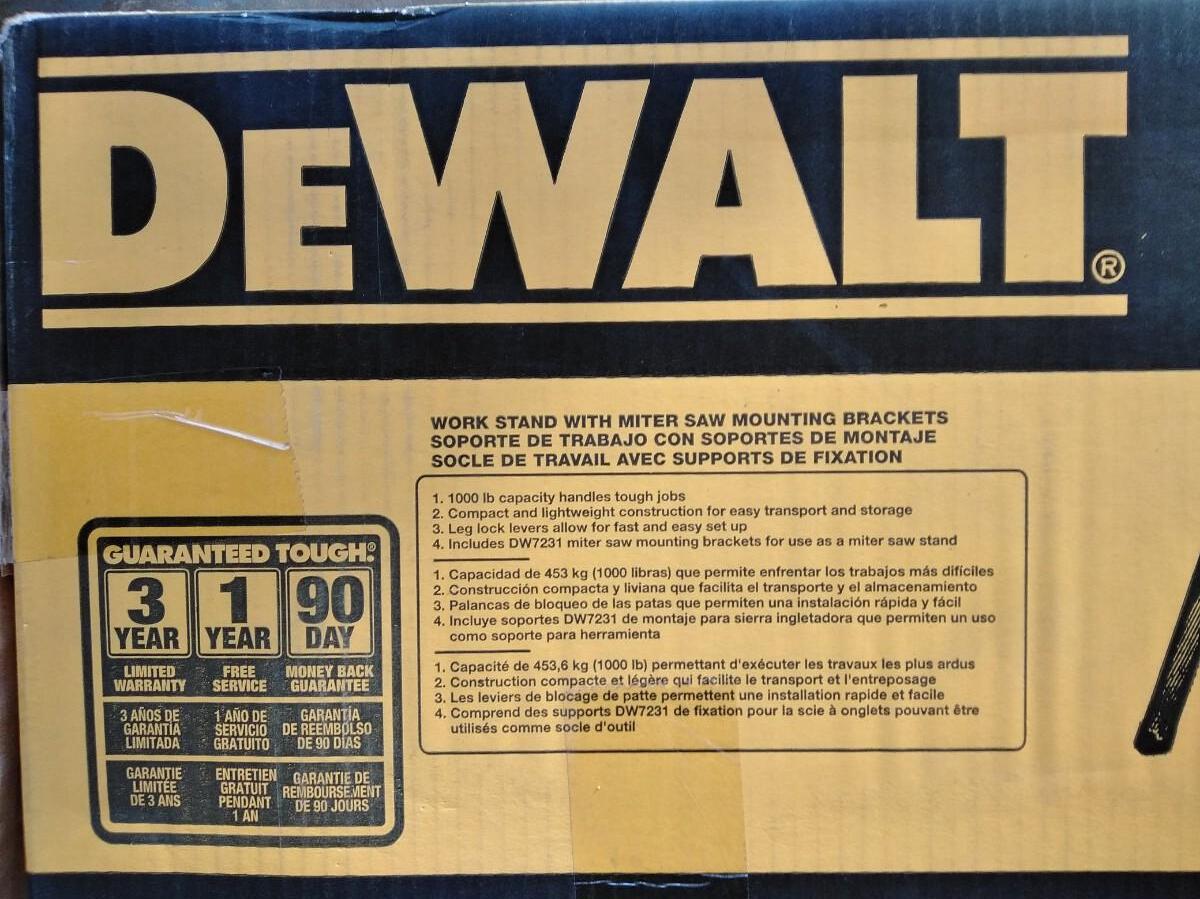 DEWALT®
WORK STAND WITH MITER SAW MOUNTING BRACKETS
SOPORTE DE TRABAJO CON SOPORTES DE MONTAJE
SOCLE DE TRAVAIL AVEC SUPPORTS DE FIXATION
1. 1000 lb capacity handles tough jobs
2. Compact and lightweight construction for easy transport and storage
3. Leg lock levers allow for fast and easy set up
4. Includes DW7231 miter saw mounting brackets for use as a miter saw stand
1. Capacidad de 453 kg (1000 libras) que permite enfrentar los trabajos más difíciles
2. Construcción compacta y liviana que facilita el transporte y el almacenamiento
3. Palancas de bloqueo de las patas que permiten una instalación rápida y fácil
4. Incluye soportes DW7231 de montaje para sierra ingletadora que permiten un uso
como soporte para herramienta
1. Capacité de 453,6 kg (1000 lb) permettant d'exécuter les travaux les plus ardus
2. Construction compacte et légère qui facilite le transport et l'entreposage
3. Les leviers de blocage de patte permettent une installation rapide et facile
4. Comprend des supports DW7231 de fixation pour la scie à onglets pouvant être
utilisés comme socle d'outil
GUARANTEED TOUGH®
3
YEAR
LIMITED
WARRANTY
1
YEAR
FREE
SERVICE
90
DAY
MONEY BACK
GUARANTEE
3 AÑOS DE
GARANTÍA
LIMITADA
1 AÑO DE
SERVICIO
GRATUITO
GARANTÍA
DE REEMBOLSO
DE 90 DÍAS
GARANTIE
LIMITÉE
DE 3 ANS
ENTRETIEN
GRATUIT
PENDANT
1 AN
GARANTIE DE
REMBOURSEMENT
DE 90 JOURS